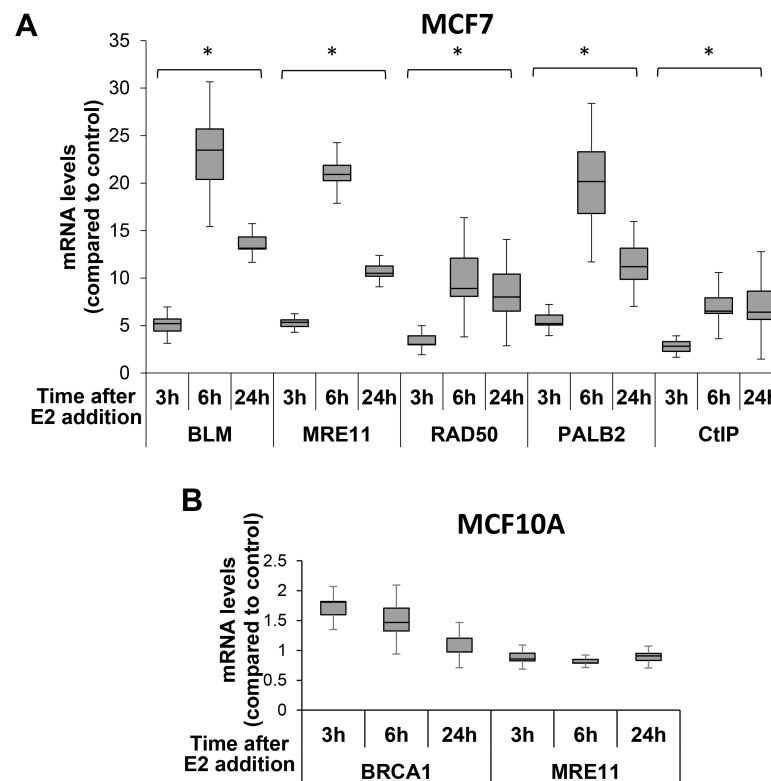 A
MCF7
mRNA levels
(compared to control)
35
30
25
20
15
10
5
0
* * * * *
Time after
E2 addition
3h 6h 24h 3h 6h 24h 3h 6h 24h 3h 6h 24h 3h 6h 24h
BLM MRE11 RAD50 PALB2 CtIP
B
MCF10A
mRNA levels
(compared to control)
2.5
2
1.5
1
0.5
0
Time after
E2 addition
3h 6h 24h 3h 6h 24h
BRCA1 MRE11